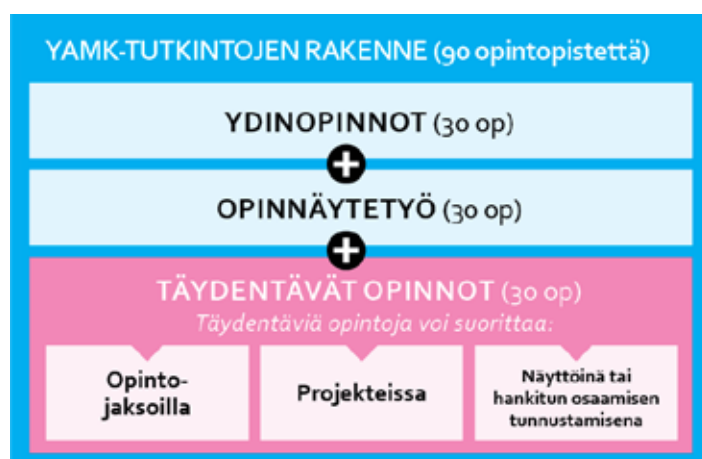 YAMK-TUTKINTOJEN RAKENNE (90 opintopistettä)
YDINOPINNOT (30 op)
+
OPINNÄYTETYÖ (30 op)
+
TÄYDENTÄVÄT OPINNOT (30 op)
Täydentäviä opintoja voi suorittaa:
Opinto-
jaksoilla
Projekteissa
Näyttöinä tai
hankitun osaamisen
tunnustamisena